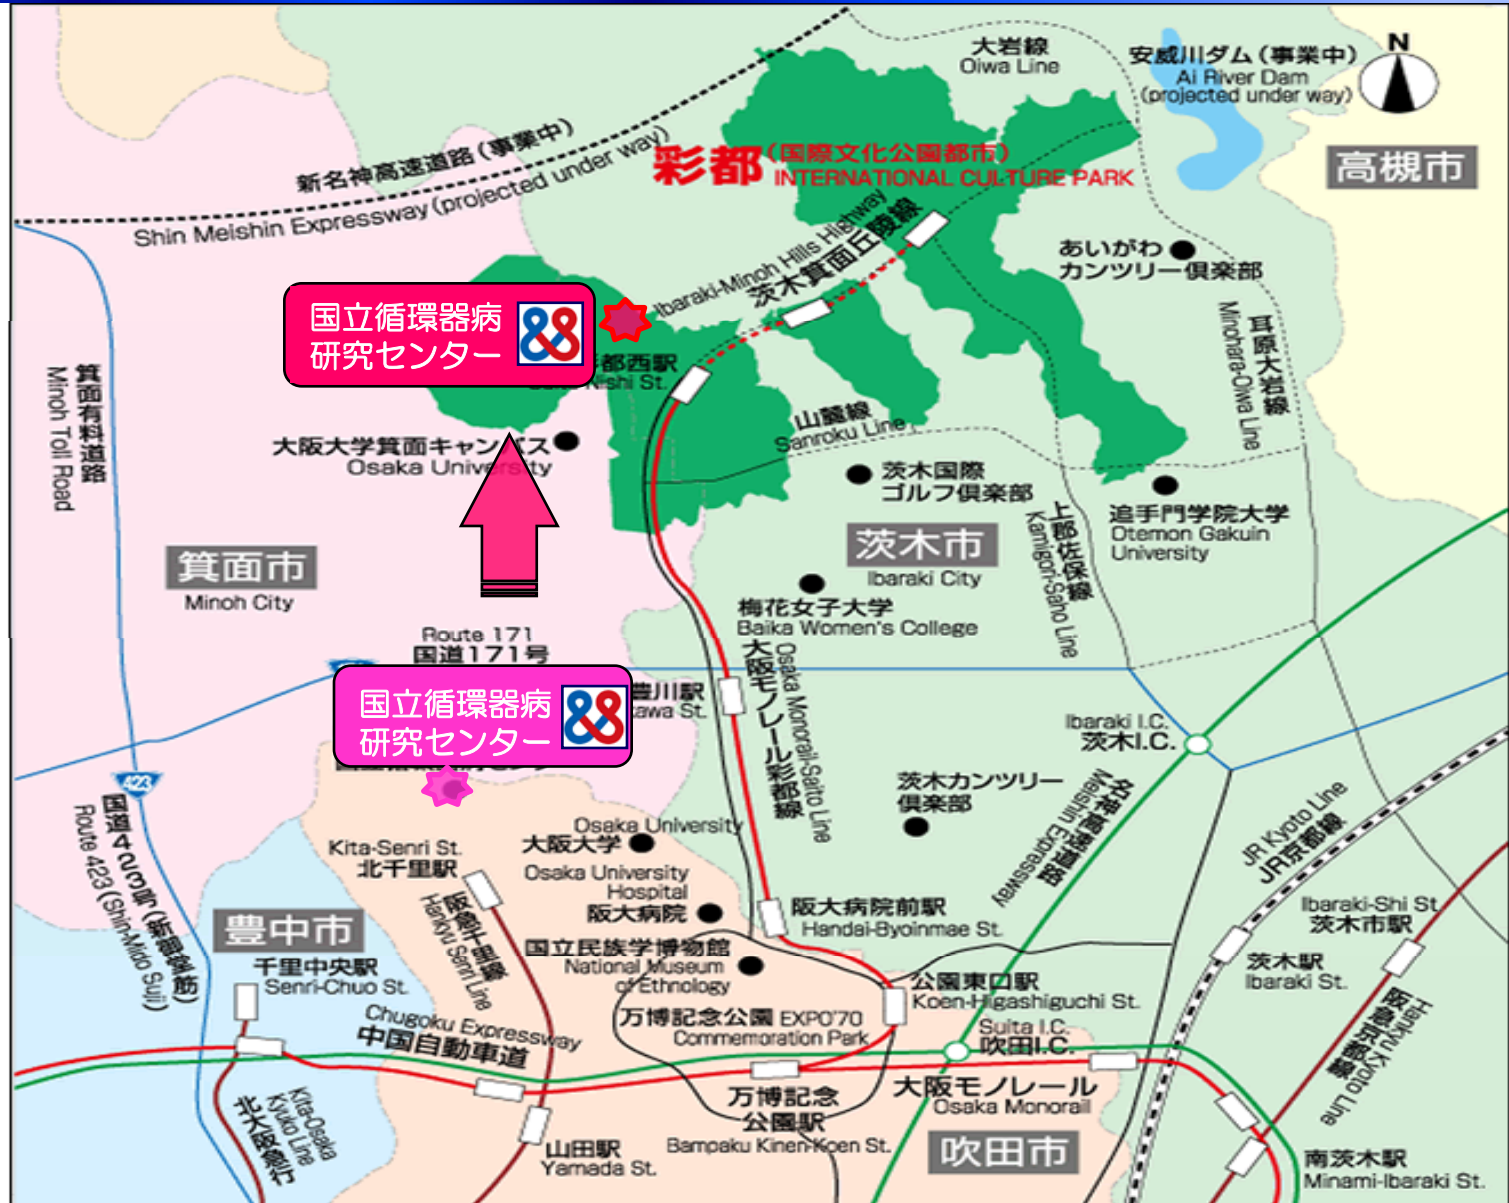 大岩線
Oiwa Line
安威川ダム（事業中）
Ai River Dam
(projected under way)
N
高槻市
新名神高速道路（事業中）
Shin Meishin Expressway (projected under way)
彩都（国際文化公園都市）
INTERNATIONAL CULTURE PARK
Ibaraki-Minoh Hills Highway
茨木箕面丘陵線
あいがわ
カンツリー倶楽部
耳原大岩線
Minohara-Oiwa Line
国立循環器病
研究センター
都西駅
Nishi St.
箕面有料道路
Minoh Toll Road
山麓線
Sanroku Line
大阪大学箕面キャンパス
Osaka University
茨木国際
ゴルフ倶楽部
追手門学院大学
Otemon Gakuin
University
上郡佐保線
Kamigori-Saho Line
箕面市
Minoh City
茨木市
Ibaraki City
梅花女子大学
Baika Women's College
Route 171
国道171号
国立循環器病
研究センター
豊川駅
awa St.
大阪モノレール彩都線
Osaka Monorail-Saito Line
Ibaraki I.C.
茨木I.C.
423
国道423号（新御堂筋）
Route 423 (Shin-Mido Suji)
茨木カンツリー
倶楽部
名神高速道路
Meishin Expressway
JR Kyoto Line
JR京都線
Osaka University
大阪大学
Kita-Senri St.
北千里駅
Osaka University
Hospital
阪大病院
阪急千里線
Hankyu Senri Line
阪大病院前駅
Handai-Byoinmae St.
Ibaraki-Shi St.
茨木市駅
豊中市
千里中央駅
Senri-Chuo St.
国立民族学博物館
National Museum
of Ethnology
茨木駅
Ibaraki St.
公園東口駅
Koen-Higashiguchi St.
阪急京都線
Hankyu Kyoto Line
Chugoku Expressway
中国自動車道
万博記念公園 EXPO'70
Commemoration Park
Suita I.C.
吹田I.C.
大阪モノレール
Osaka Monorail
万博記念
公園駅
Bampaku Kinen-Koen St.
北大阪急行
Kita-Osaka
Kyuko Line
山田駅
Yamada St.
吹田市
南茨木駅
Minami-Ibaraki St.